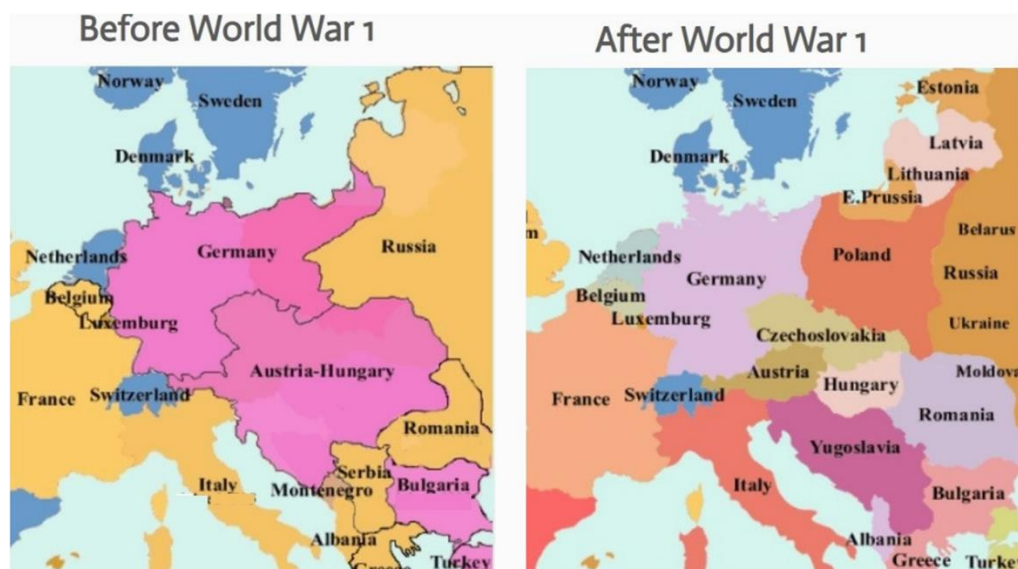 Before World War 1
Norway
Sweden
Denmark
Netherlands
Germany
Russia
Belgium
Luxemburg
Austria-Hungary
France
Switzerland
Romania
Serbia
Italy
Montenegro
Bulgaria
Albania
Turkey
After World War 1
Norway
Estonia
Sweden
Latvia
Denmark
Lithuania
E.Prussia
Belarus
Netherlands
Germany
Poland
Russia
Belgium
Luxemburg
Czechoslovakia
Ukraine
Austria
Hungary
Moldova
France
Switzerland
Romania
Yugoslavia
Italy
Bulgaria
Albania
Greece
Turkey